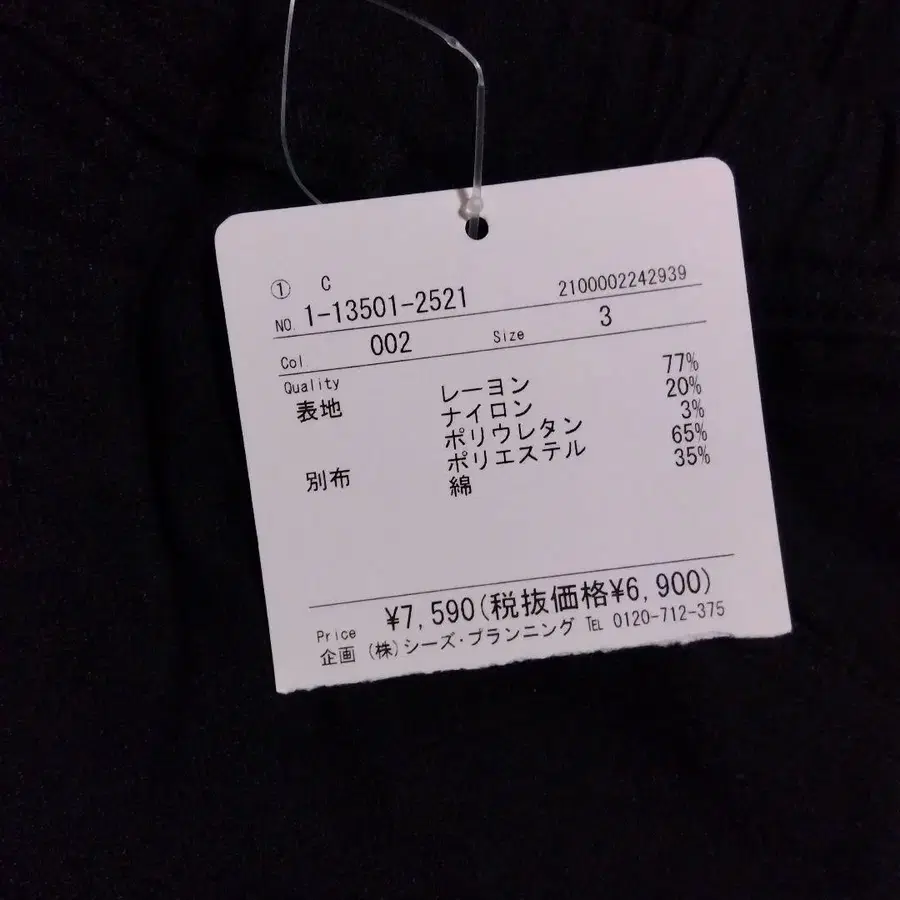 ① C
NO. 1-13501-2521 2100002242939
Col 002 Size 3
Quality
表地 レーヨン 77%
ナイロン 20%
ポリウレタン 3%
別布 ポリエステル 65%
綿 35%
Price ¥7,590(税抜価格¥6,900)
企画 (株)シーズ・プランニング TEL 0120-712-375